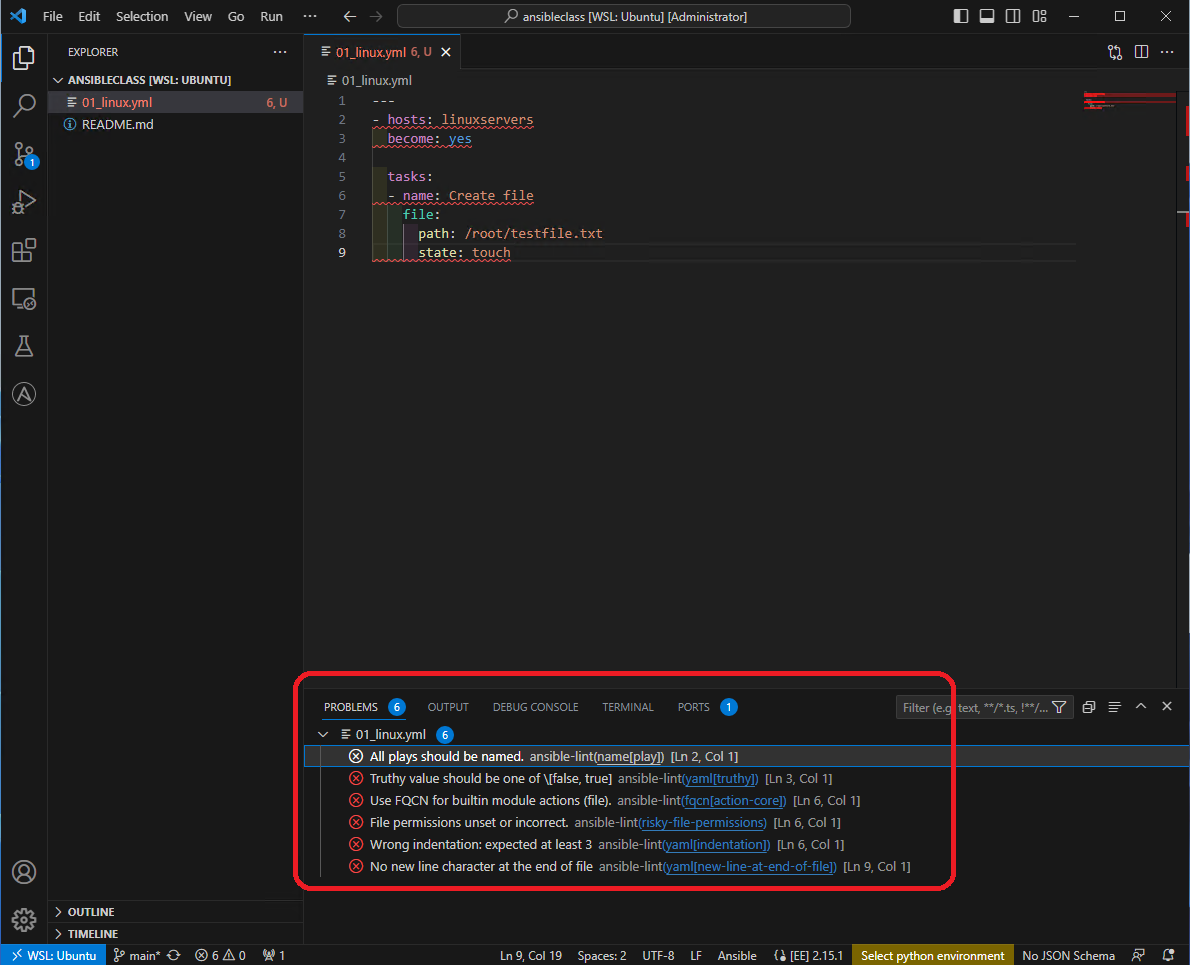 File Edit Selection View Go Run ··· ansibleclass [WSL: Ubuntu] [Administrator]
EXPLORER ···
ANSIBLECLASS [WSL: UBUNTU]
01_linux.yml 6, U
README.md
1
01_linux.yml 6, U
01_linux.yml
1 ---
2 - hosts: linuxservers
3 become: yes
4
5 tasks:
6 - name: Create file
7 file:
8 path: /root/testfile.txt
9 state: touch
PROBLEMS 6 OUTPUT DEBUG CONSOLE TERMINAL PORTS 1 Filter (e.g. text, **/*.ts, !**/...
01_linux.yml 6
All plays should be named. ansible-lint(name[play]) [Ln 2, Col 1]
Truthy value should be one of \[false, true] ansible-lint(yaml[truthy]) [Ln 3, Col 1]
Use FQCN for builtin module actions (file). ansible-lint(fqcn[action-core]) [Ln 6, Col 1]
File permissions unset or incorrect. ansible-lint(risky-file-permissions) [Ln 6, Col 1]
Wrong indentation: expected at least 3 ansible-lint(yaml[indentation]) [Ln 6, Col 1]
No new line character at the end of file ansible-lint(yaml[new-line-at-end-of-file]) [Ln 9, Col 1]
OUTLINE
TIMELINE
WSL: Ubuntu main* 6 0 1 Ln 9, Col 19 Spaces: 2 UTF-8 LF Ansible [EE] 2.15.1 Select python environment No JSON Schema